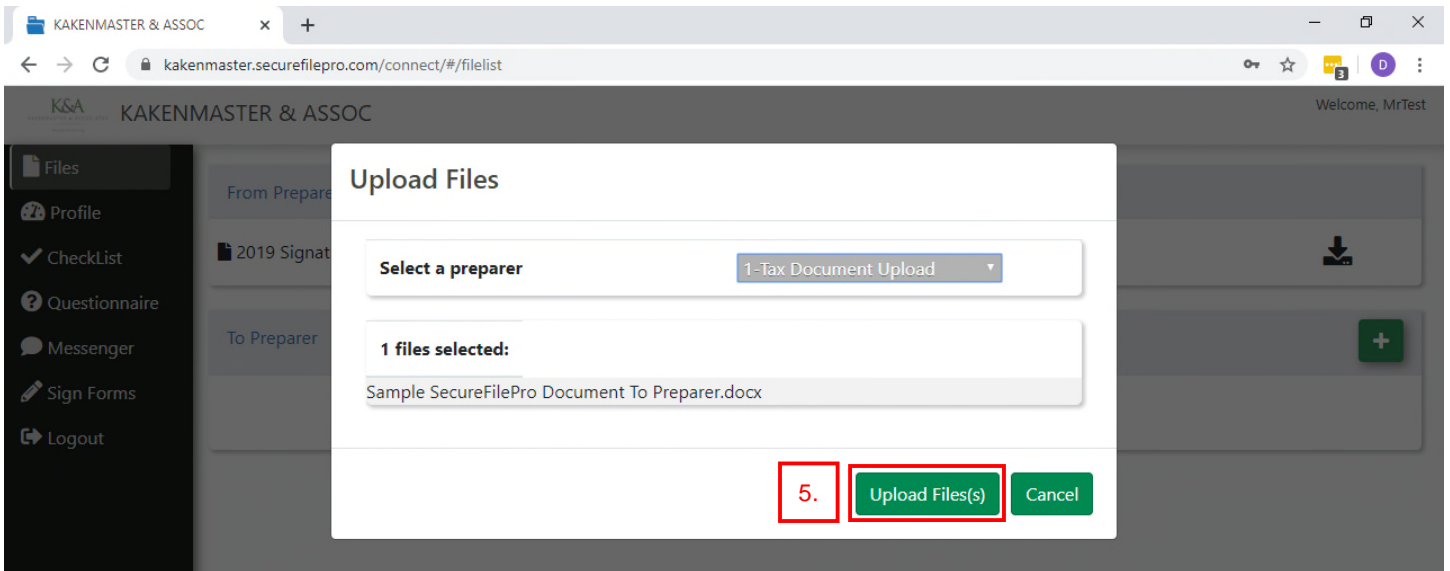 KAKENMASTER & ASSOC
kakenmaster.securefilepro.com/connect/#/filelist
3
D
K&A
KAKENMASTER & ASSOC
Welcome, MrTest
Files
Profile
CheckList
Questionnaire
Messenger
Sign Forms
Logout
From Prepare
2019 Signat
To Preparer
Upload Files
Select a preparer
1-Tax Document Upload
1 files selected:
Sample SecureFilePro Document To Preparer.docx
5.
Upload Files(s)
Cancel